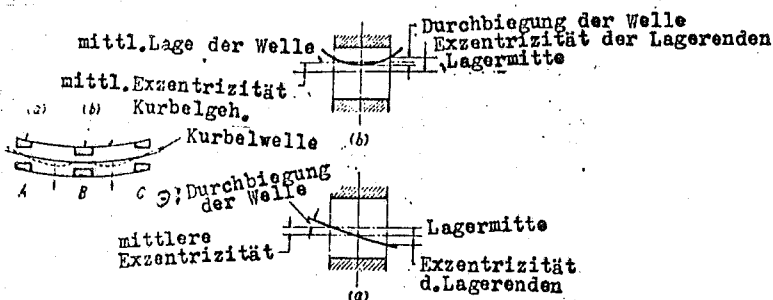 mittl.Lage der Welle
Durchbiegung der Welle
Exzentrizität der Lagerenden
Lagermitte
mittl.Exzentrizität
(a) (b) Kurbelgeh.
Kurbelwelle
(b)
A B C
Durchbiegung
der Welle
mittlere
Exzentrizität
Lagermitte
Exzentrizität
d.Lagerenden
(a)